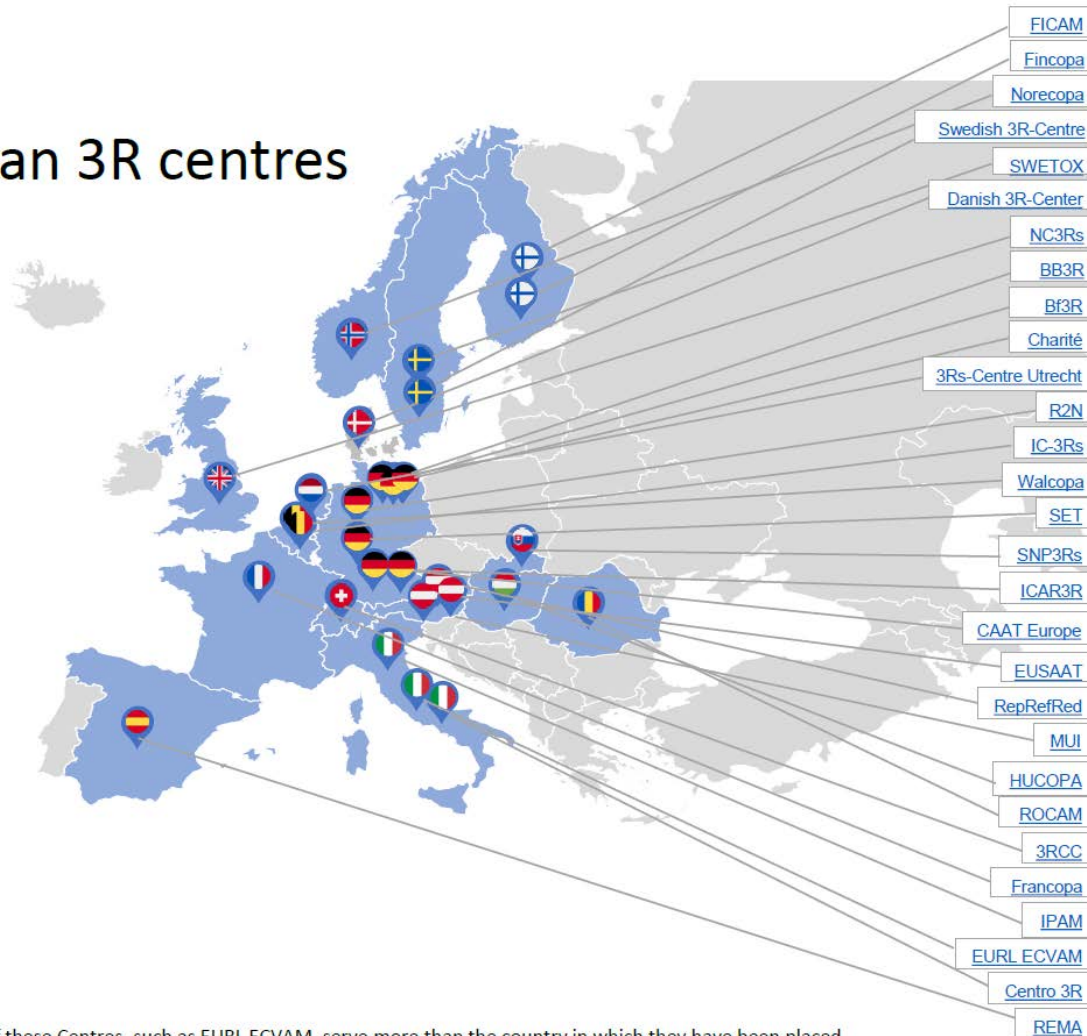 an 3R centres
FICAM
Fincopa
Norecopa
Swedish 3R-Centre
SWETOX
Danish 3R-Center
NC3Rs
BB3R
Bf3R
Charité
3Rs-Centre Utrecht
R2N
IC-3Rs
Walcopa
SET
SNP3Rs
ICAR3R
CAAT Europe
EUSAAT
RepRefRed
MUI
HUCOPA
ROCAM
3RCC
Francopa
IPAM
EURL ECVAM
Centro 3R
REMA
these Centres, such as EURL ECVAM, serve more than the country in which they have been placed